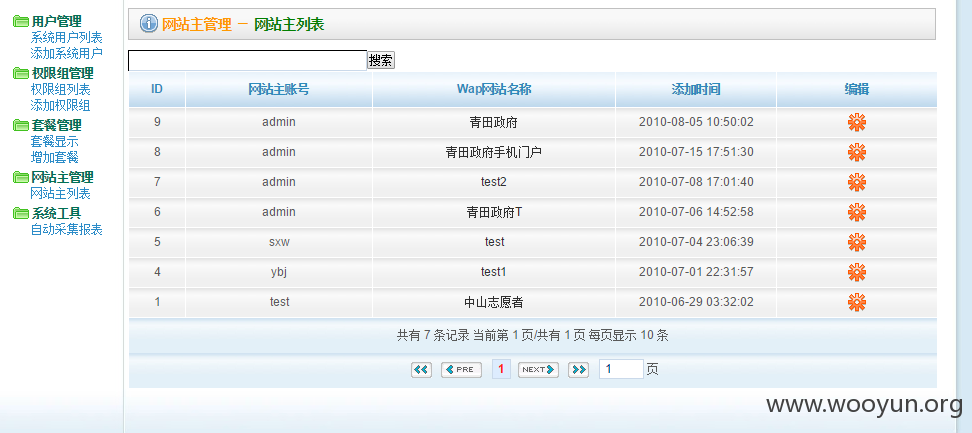 用户管理
系统用户列表
添加系统用户
权限组管理
权限组列表
添加权限组
套餐管理
套餐显示
增加套餐
网站主管理
网站主列表
系统工具
自动采集报表
网站主管理 － 网站主列表
搜索
ID 网站主账号 Wap网站名称 添加时间 编辑
9 admin 青田政府 2010-08-05 10:50:02
8 admin 青田政府手机门户 2010-07-15 17:51:30
7 admin test2 2010-07-08 17:01:40
6 admin 青田政府T 2010-07-06 14:52:58
5 sxw test 2010-07-04 23:06:39
4 ybj test1 2010-07-01 22:31:57
1 test 中山志愿者 2010-06-29 03:32:02
共有 7 条记录 当前第 1 页/共有 1 页 每页显示 10 条
PRE 1 NEXT 1 页
www.wooyun.org